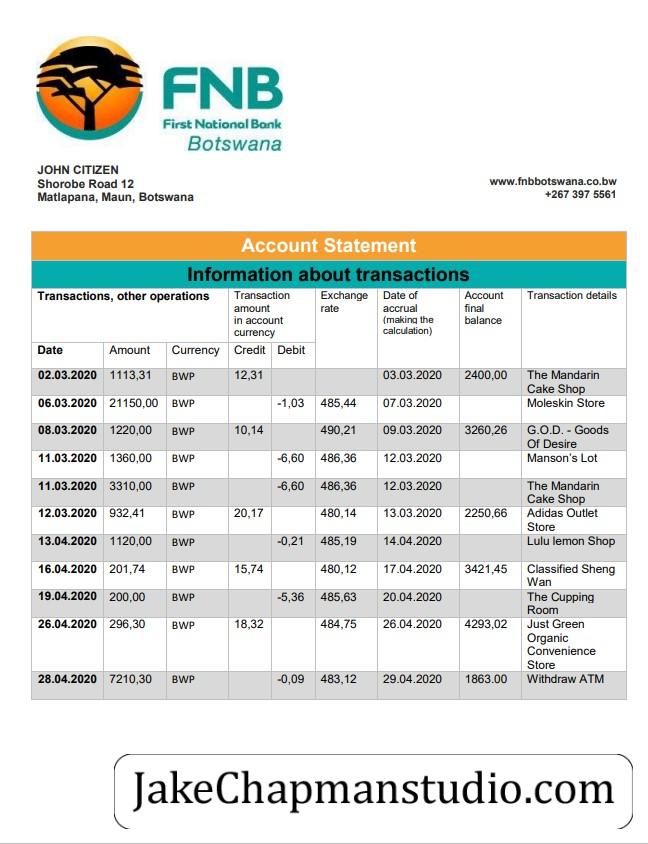 FNB
First National Bank
Botswana
JOHN CITIZEN
Shorobe Road 12
Matlapana, Maun, Botswana
www.fnbbotswana.co.bw
+267 397 5561
Account Statement
Information about transactions
Transactions, other operations
Transaction
amount
in account
currency
Exchange
rate
Date of
accrual
(making the
calculation)
Account
final
balance
Transaction details
Date Amount Currency Credit Debit
02.03.2020 1113,31 BWP 12,31 03.03.2020 2400,00 The Mandarin
Cake Shop
06.03.2020 21150,00 BWP -1,03 485,44 07.03.2020 Moleskin Store
08.03.2020 1220,00 BWP 10,14 490,21 09.03.2020 3260,26 G.O.D. - Goods
Of Desire
11.03.2020 1360,00 BWP -6,60 486,36 12.03.2020 Manson's Lot
11.03.2020 3310,00 BWP -6,60 486,36 12.03.2020 The Mandarin
Cake Shop
12.03.2020 932,41 BWP 20,17 480,14 13.03.2020 2250,66 Adidas Outlet
Store
13.04.2020 1120,00 BWP -0,21 485,19 14.04.2020 Lulu lemon Shop
16.04.2020 201,74 BWP 15,74 480,12 17.04.2020 3421,45 Classified Sheng
Wan
19.04.2020 200,00 BWP -5,36 485,63 20.04.2020 The Cupping
Room
26.04.2020 296,30 BWP 18,32 484,75 26.04.2020 4293,02 Just Green
Organic
Convenience
Store
28.04.2020 7210,30 BWP -0,09 483,12 29.04.2020 1863.00 Withdraw ATM
JakeChapmanstudio.com